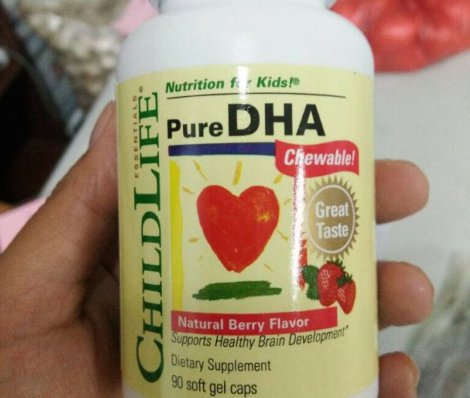 Nutrition for Kids!®
CHILDLIFE
ESSENTIALS®
Pure DHA
Chewable!
Great
Taste
Natural Berry Flavor
Supports Healthy Brain Development*
Dietary Supplement
90 soft gel caps